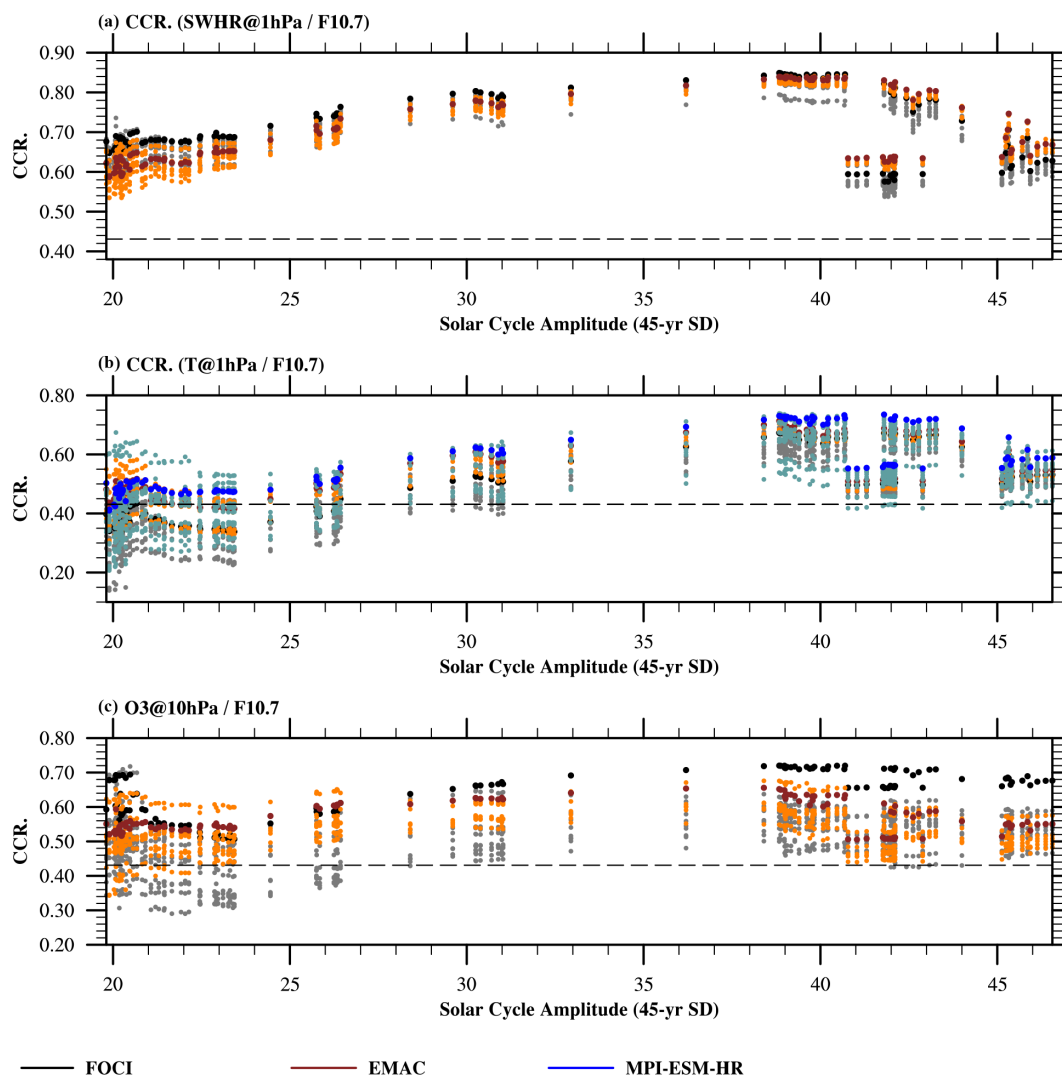 (a) CCR. (SWHR@1hPa / F10.7)
0.90
0.80
0.70
0.60
0.50
0.40
CCR.
20 25 30 35 40 45
Solar Cycle Amplitude (45-yr SD)
(b) CCR. (T@1hPa / F10.7)
0.80
0.60
0.40
0.20
CCR.
20 25 30 35 40 45
Solar Cycle Amplitude (45-yr SD)
(c) O3@10hPa / F10.7
0.80
0.70
0.60
0.50
0.40
0.30
0.20
CCR.
20 25 30 35 40 45
Solar Cycle Amplitude (45-yr SD)
FOCI EMAC MPI-ESM-HR